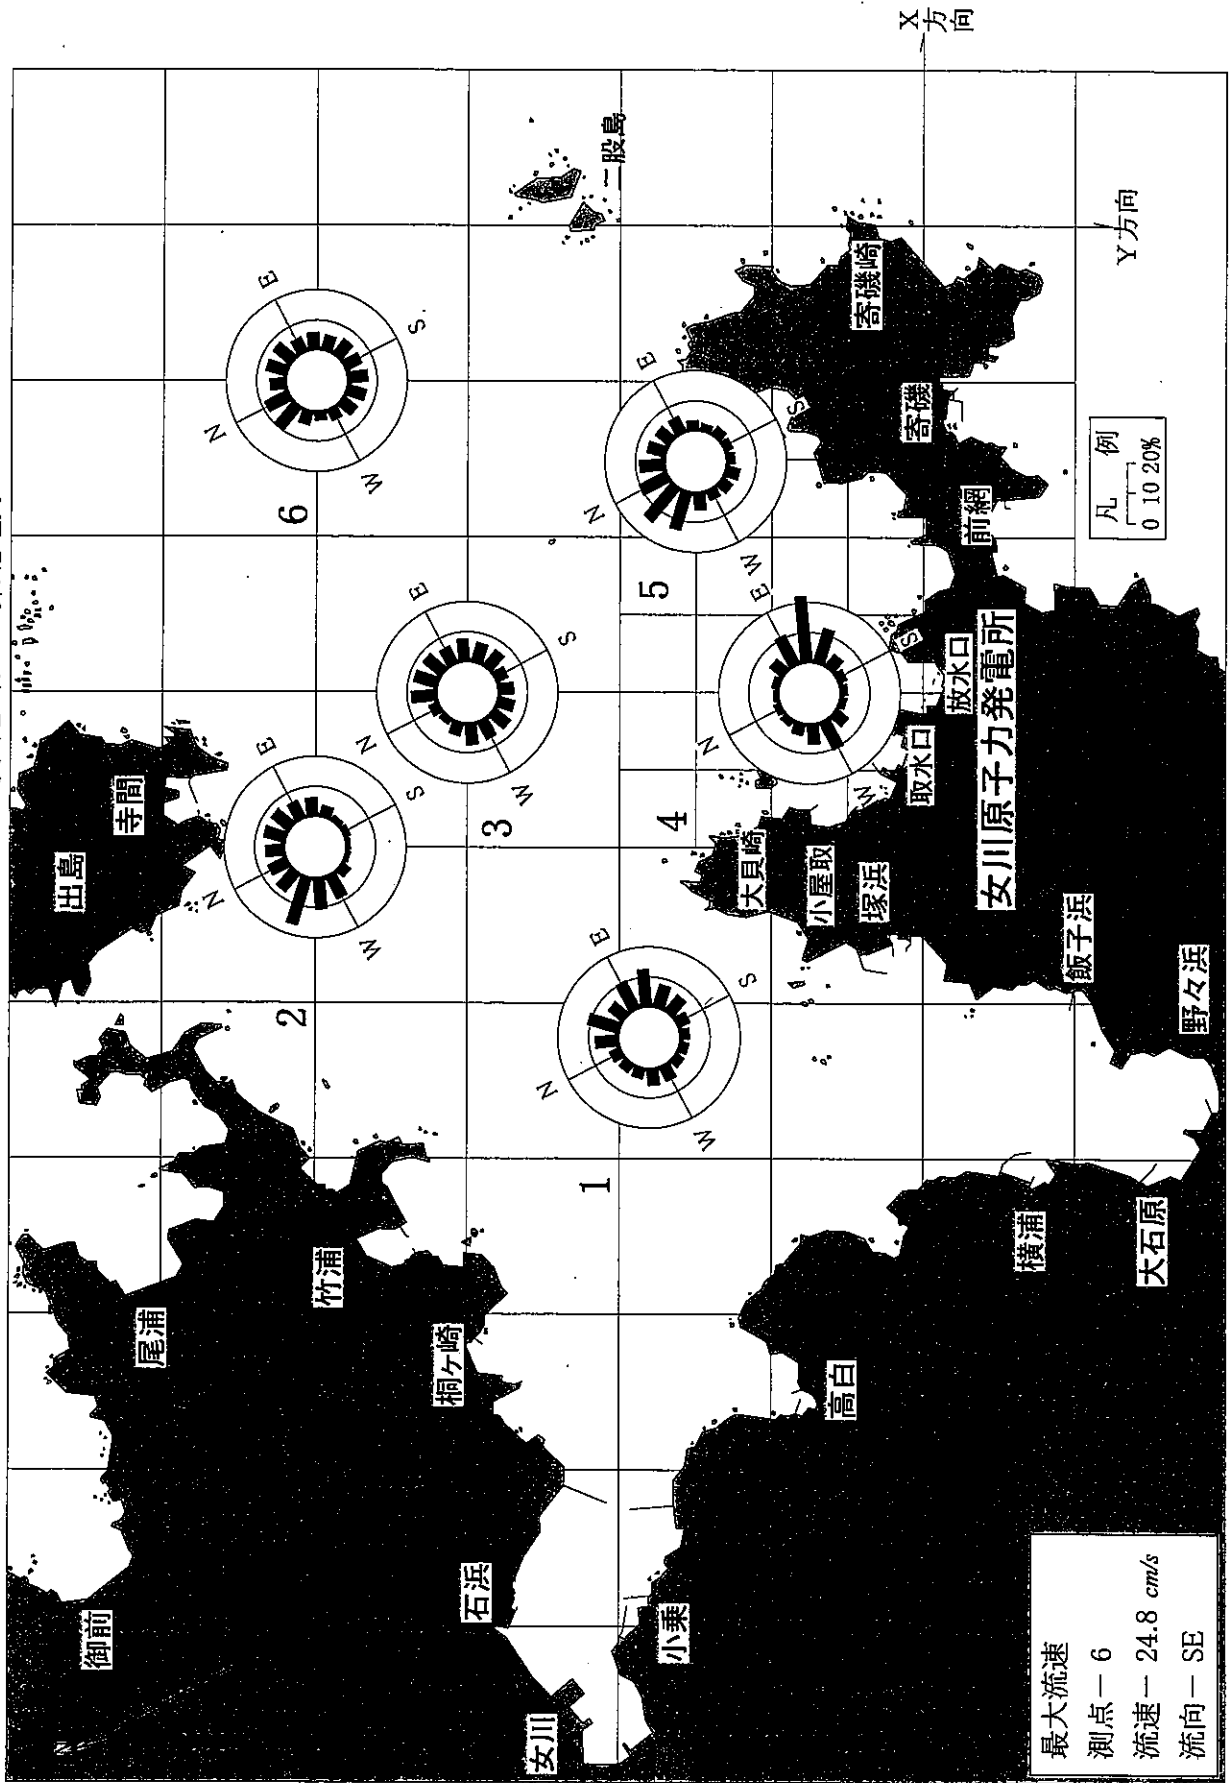 X方向
Y方向
二股島
出島
寺間
尾浦
竹浦
桐ヶ崎
御前
石浜
女川
小乗
高白
横浦
大石原
野々浜
飯子浜
塚浜
小屋取
大貝崎
取水口
放水口
女川原子力発電所
前網
寄磯
寄磯崎
1
N
E
S
W
2
N
E
S
W
3
N
E
S
W
4
N
E
S
W
5
N
E
S
W
6
N
E
S
W
凡 例
0 10 20%
最大流速
測点－6
流速－24.8 cm/s
流向－SE